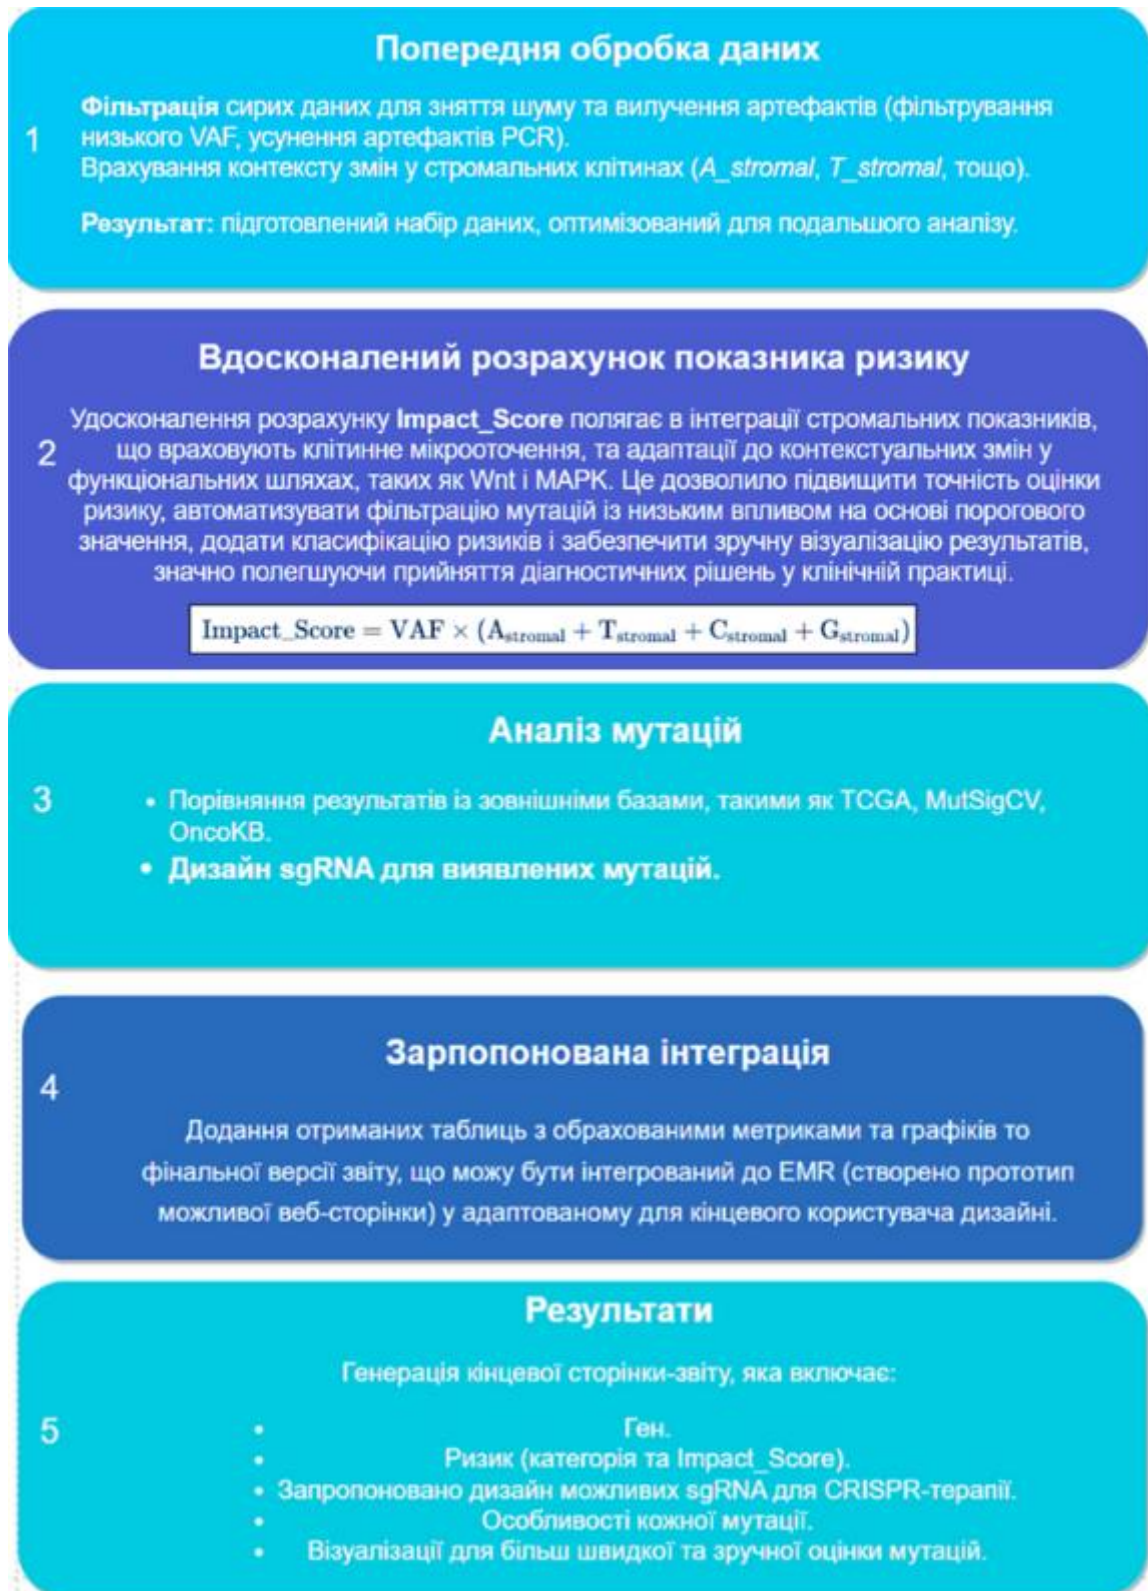 Попередня обробка даних
1
Фільтрація сирих даних для зняття шуму та вилучення артефактів (фільтрування
низького VAF, усунення артефактів PCR).
Врахування контексту змін у стромальних клітинах (A_stromal, T_stromal, тощо).
Результат: підготовлений набір даних, оптимізований для подальшого аналізу.
Вдосконалений розрахунок показника ризику
2
Удосконалення розрахунку Impact_Score полягає в інтеграції стромальних показників,
що враховують клітинне мікрооточення, та адаптації до контекстуальних змін у
функціональних шляхах, таких як Wnt і MAPK. Це дозволило підвищити точність оцінки
ризику, автоматизувати фільтрацію мутацій із низьким впливом на основі порогового
значення, додати класифікацію ризиків і забезпечити зручну візуалізацію результатів,
значно полегшуючи прийняття діагностичних рішень у клінічній практиці.
Impact_Score = VAF × (A_stromal + T_stromal + C_stromal + G_stromal)
Аналіз мутацій
3
• Порівняння результатів із зовнішніми базами, такими як TCGA, MutSigCV,
OncoKB.
• Дизайн sgRNA для виявлених мутацій.
Зарпопонована інтеграція
4
Додання отриманих таблиць з обрахованими метриками та графіків то
фінальної версії звіту, що можу бути інтегрований до EMR (створено прототип
можливої веб-сторінки) у адаптованому для кінцевого користувача дизайні.
Результати
5
Генерація кінцевої сторінки-звіту, яка включає:
• Ген.
• Ризик (категорія та Impact_Score).
• Запропоновано дизайн можливих sgRNA для CRISPR-терапії.
• Особливості кожної мутації.
• Візуалізації для більш швидкої та зручної оцінки мутацій.